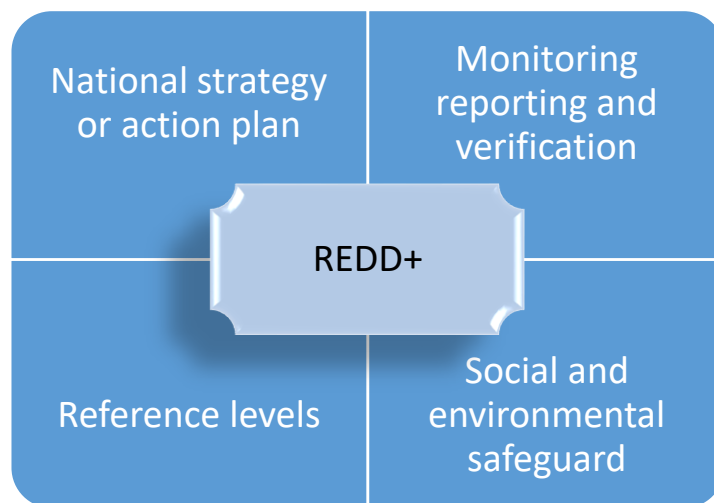 National strategy
or action plan
Monitoring
reporting and
verification
REDD+
Reference levels
Social and
environmental
safeguard